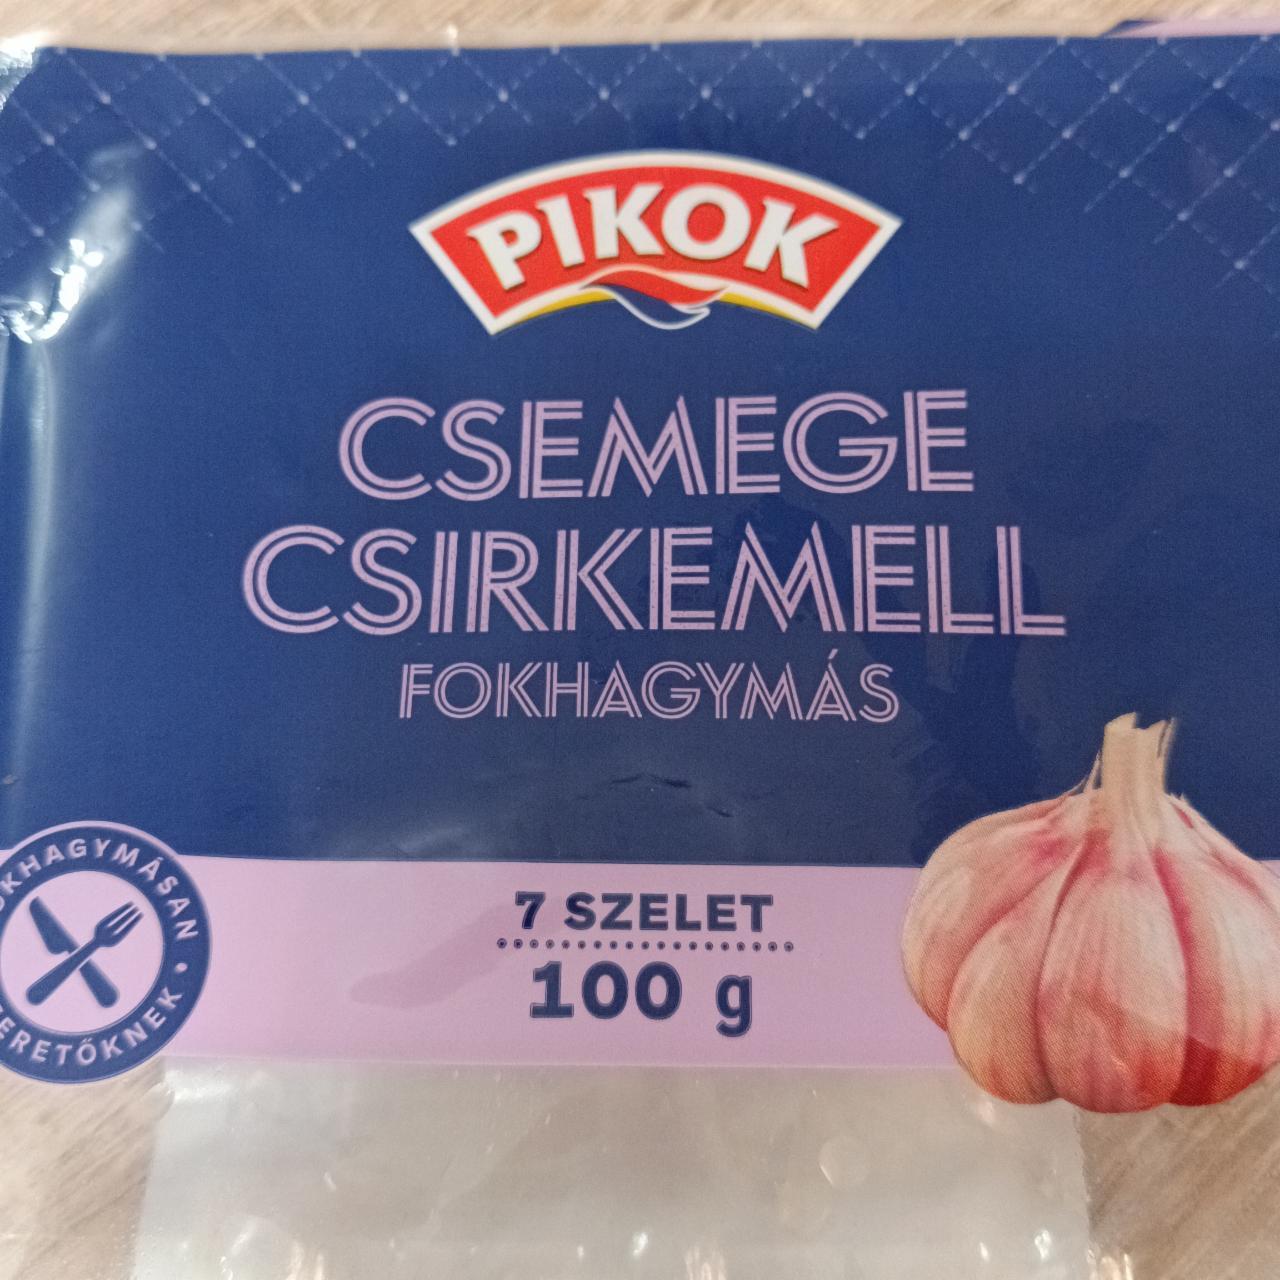 PIKOK
CSEMEGE
CSIRKEMELL
FOKHAGYMÁS
7 SZELET
100 g